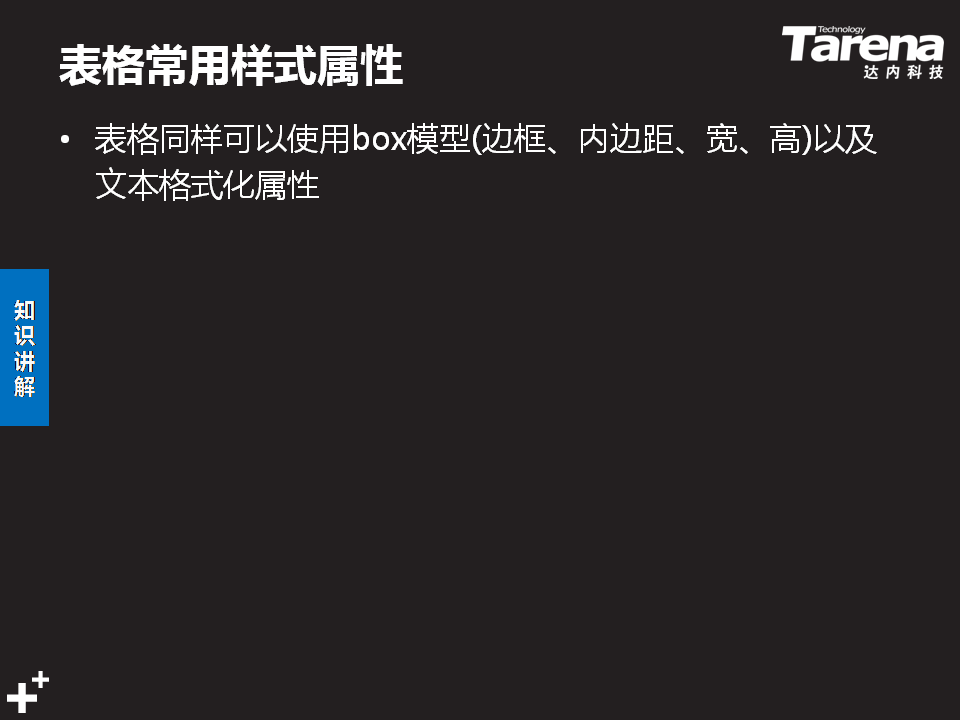 表格常用样式属性
Technology
Tarena
达内科技
• 表格同样可以使用box模型(边框、内边距、宽、高)以及
文本格式化属性
知
识
讲
解